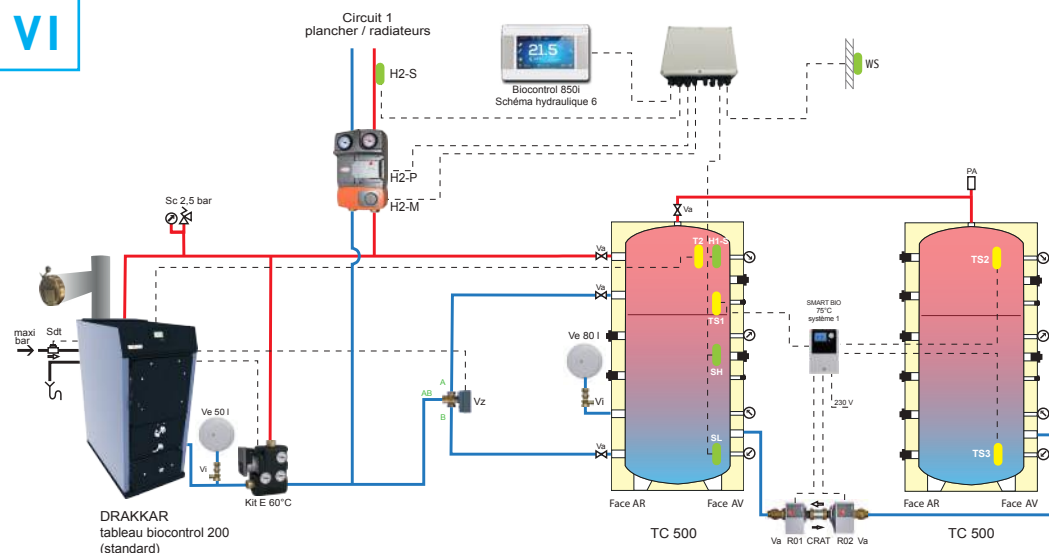 VI
Circuit 1
plancher / radiateurs
H2-S
21.5
Biocontrol 850i
Schéma hydraulique 6
WS
H2-P
H2-M
Sc 2,5 bar
PA
Va
Va
T2
H1-S
TS2
Va
TS1
SMART BIO
75°C
système 1
maxi
bar
Sdt
Ve 80 l
SH
A
AB
Vz
B
Vi
230 V
Ve 50 l
SL
TS3
Va
Vi
Kit E 60°C
Face AR
Face AV
Face AR
Face AV
DRAKKAR
tableau biocontrol 200
(standard)
TC 500
Va
R01
CRAT
R02
Va
TC 500